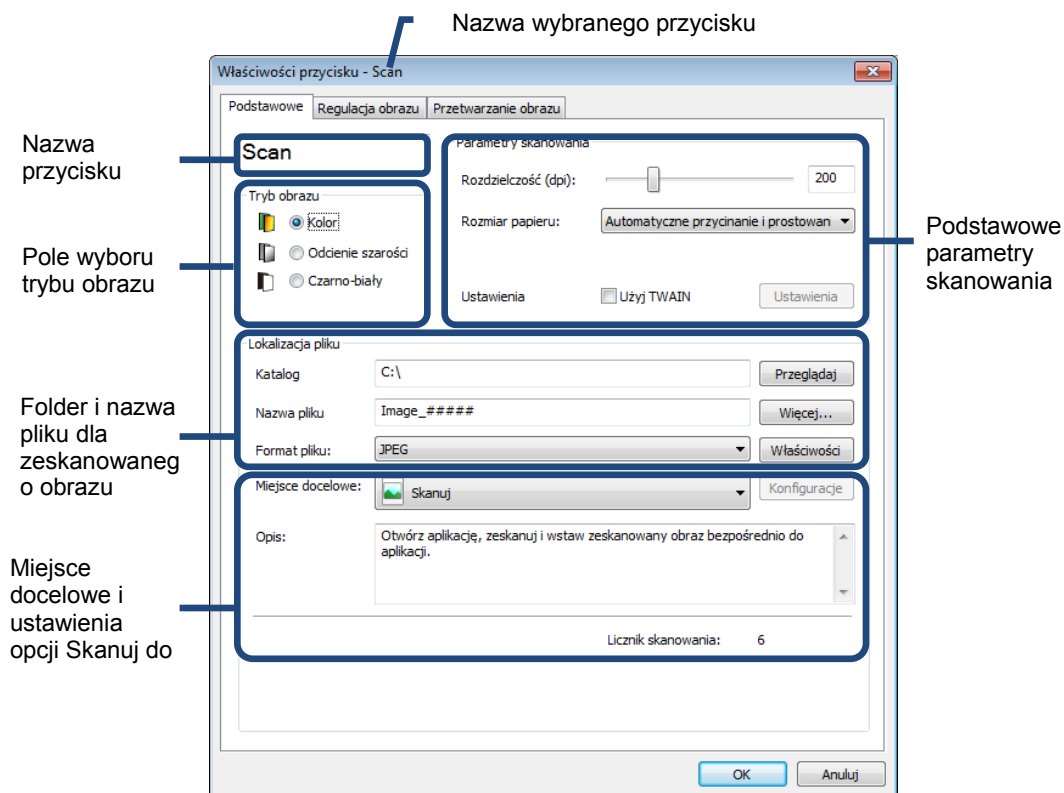 Nazwa wybranego przycisku
Właściwości przycisku - Scan
Podstawowe
Regulacja obrazu
Przetwarzanie obrazu
Nazwa
przycisku
Scan
Parametry skanowania
Rozdzielczość (dpi):
200
Rozmiar papieru:
Automatyczne przycinanie i prostowan
Ustawienia
Użyj TWAIN
Ustawienia
Podstawowe
parametry
skanowania
Pole wyboru
trybu obrazu
Tryb obrazu
Kolor
Odcienie szarości
Czarno-biały
Folder i nazwa
pliku dla
zeskanowaneg
o obrazu
Lokalizacja pliku
Katalog
C:\
Przeglądaj
Nazwa pliku
Image_#####
Więcej...
Format pliku:
JPEG
Właściwości
Miejsce
docelowe i
ustawienia
opcji Skanuj do
Miejsce docelowe:
Skanuj
Konfiguracje
Opis:
Otwórz aplikację, zeskanuj i wstaw zeskanowany obraz bezpośrednio do
aplikacji.
Licznik skanowania:
6
OK
Anuluj